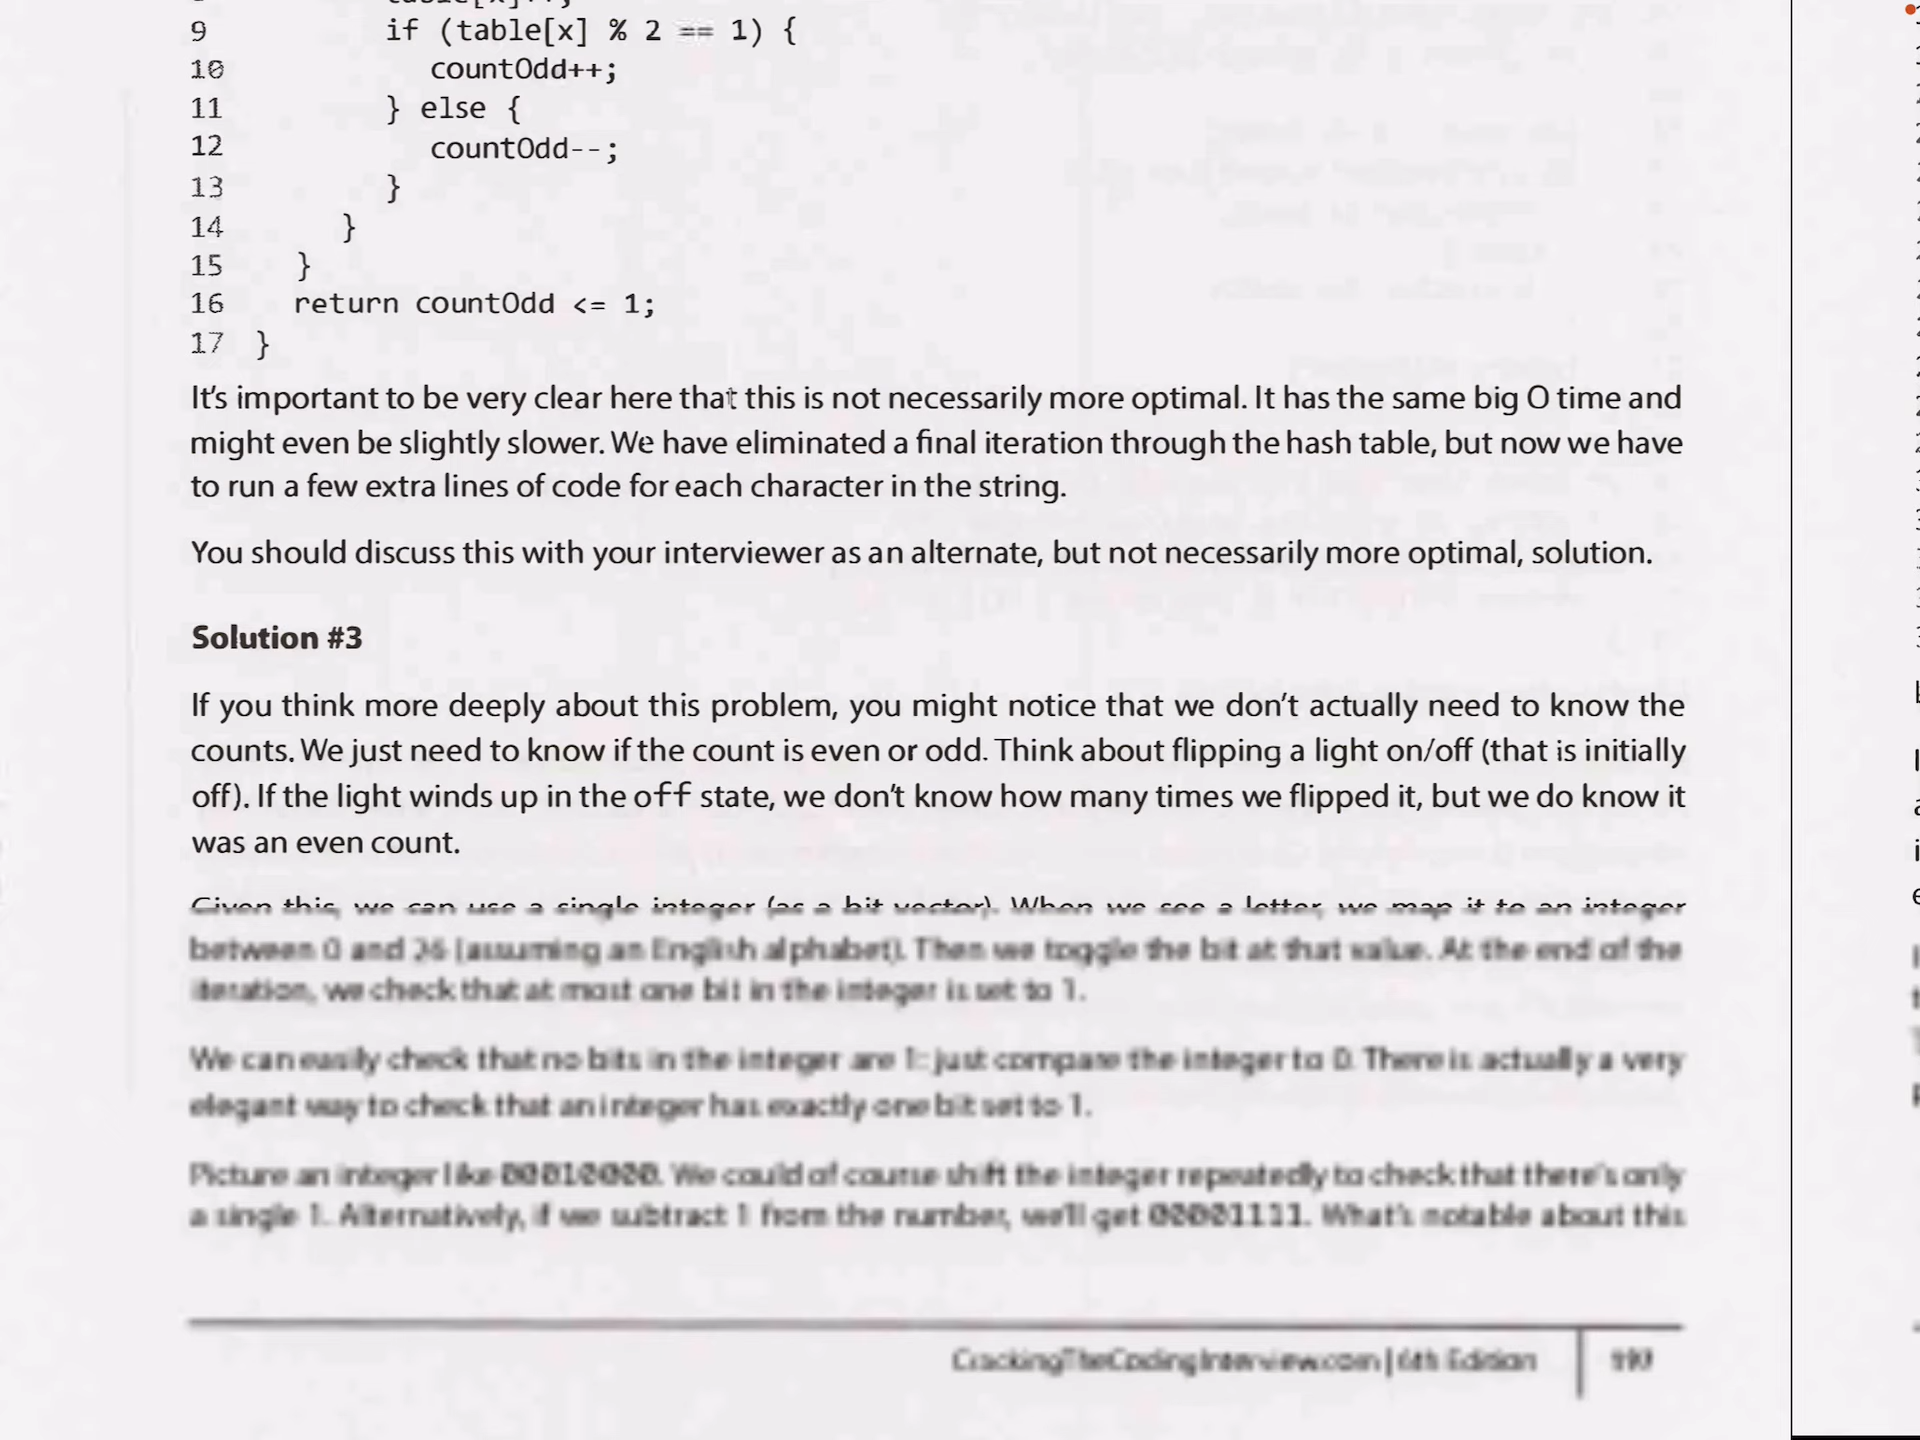 9 if (table[x] % 2 == 1) {
10 countOdd++;
11 } else {
12 countOdd--;
13 }
14 }
15 }
16 return countOdd <= 1;
17 }
It's important to be very clear here that this is not necessarily more optimal. It has the same big O time and
might even be slightly slower. We have eliminated a final iteration through the hash table, but now we have
to run a few extra lines of code for each character in the string.
You should discuss this with your interviewer as an alternate, but not necessarily more optimal, solution.
Solution #3
If you think more deeply about this problem, you might notice that we don't actually need to know the
counts. We just need to know if the count is even or odd. Think about flipping a light on/off (that is initially
off). If the light winds up in the off state, we don't know how many times we flipped it, but we do know it
was an even count.
Given this, we can use a single integer (as a bit vector). When we see a letter, we map it to an integer
between 0 and 26 (assuming an English alphabet). Then we toggle the bit at that value. At the end of the
iteration, we check that at most one bit in the integer is set to 1.
We can easily check that no bits in the integer are 1: just compare the integer to 0. There is actually a very
elegant way to check that an integer has exactly one bit set to 1.
Picture an integer like 00010000. We could of course shift the integer repeatedly to check that there's only
a single 1. Alternatively, if we subtract 1 from the number, we'll get 00001111. What's notable about this
CrackingTheCodingInterview.com | 6th Edition